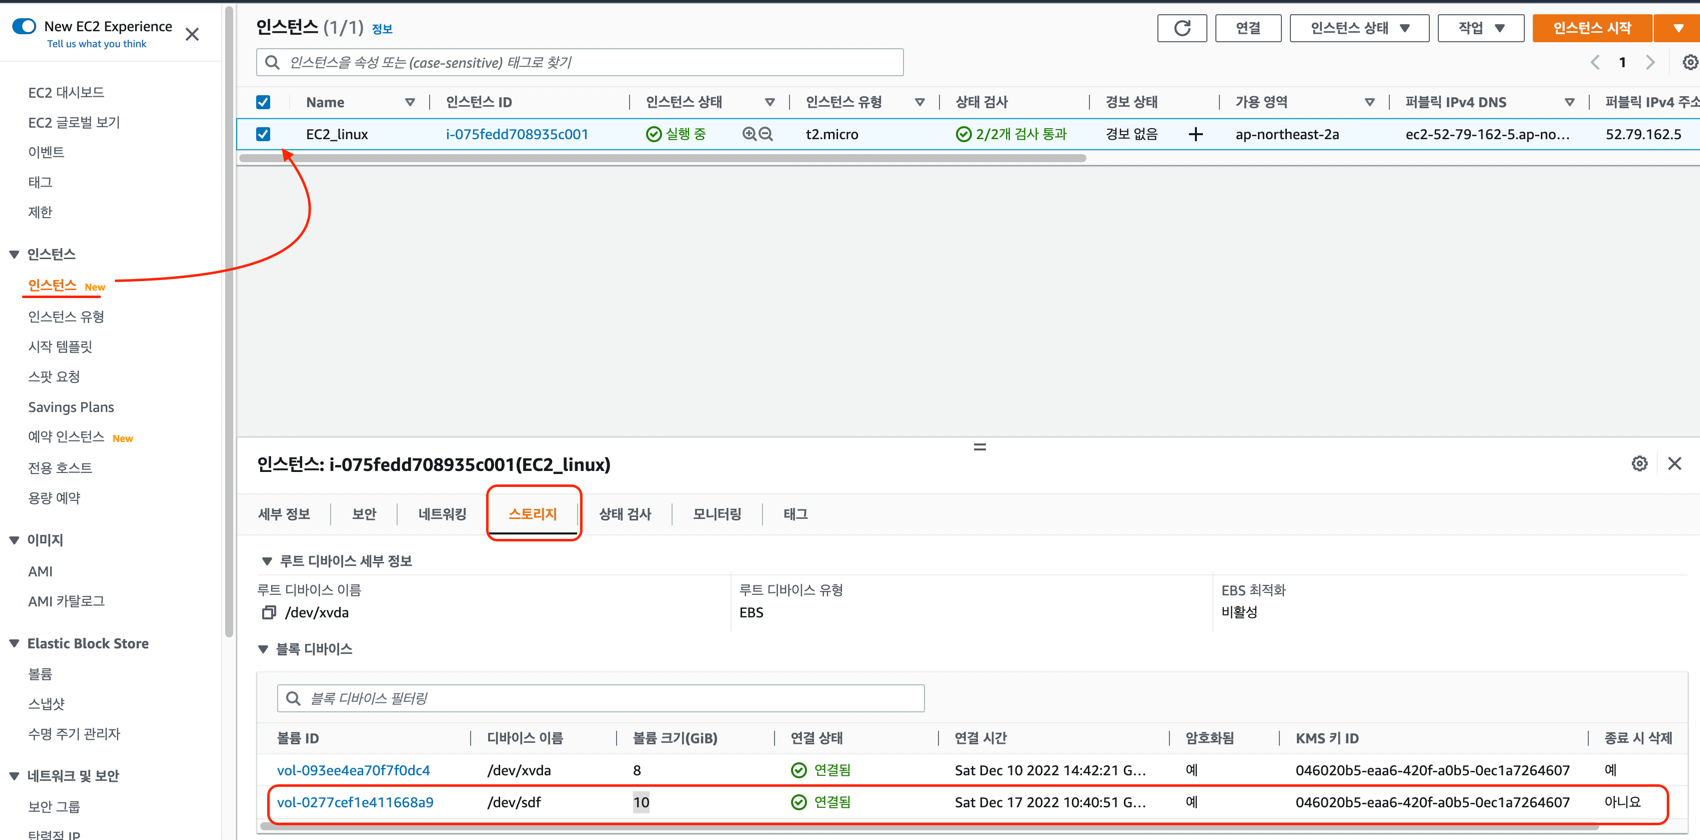 New EC2 Experience
Tell us what you think
EC2 대시보드
EC2 글로벌 보기
이벤트
태그
제한
인스턴스
인스턴스 New
인스턴스 유형
시작 템플릿
스팟 요청
Savings Plans
예약 인스턴스 New
전용 호스트
용량 예약
이미지
AMI
AMI 카탈로그
Elastic Block Store
볼륨
스냅샷
수명 주기 관리자
네트워크 및 보안
보안 그룹
탄력적 IP
인스턴스 (1/1) 정보
연결
인스턴스 상태
작업
인스턴스 시작
인스턴스을 속성 또는 (case-sensitive) 태그로 찾기
1
Name 인스턴스 ID 인스턴스 상태 인스턴스 유형 상태 검사 경보 상태 가용 영역 퍼블릭 IPv4 DNS 퍼블릭 IPv4 주소
EC2_linux i-075fedd708935c001 실행 중 t2.micro 2/2개 검사 통과 경보 없음 ap-northeast-2a ec2-52-79-162-5.ap-no... 52.79.162.5
인스턴스: i-075fedd708935c001(EC2_linux)
세부 정보 보안 네트워킹 스토리지 상태 검사 모니터링 태그
루트 디바이스 세부 정보
루트 디바이스 이름 루트 디바이스 유형 EBS 최적화
/dev/xvda EBS 비활성
블록 디바이스
블록 디바이스 필터링
볼륨 ID 디바이스 이름 볼륨 크기(GiB) 연결 상태 연결 시간 암호화됨 KMS 키 ID 종료 시 삭제
vol-093ee4ea70f7f0dc4 /dev/xvda 8 연결됨 Sat Dec 10 2022 14:42:21 G... 예 046020b5-eaa6-420f-a0b5-0ec1a7264607 예
vol-0277cef1e411668a9 /dev/sdf 10 연결됨 Sat Dec 17 2022 10:40:51 G... 예 046020b5-eaa6-420f-a0b5-0ec1a7264607 아니요